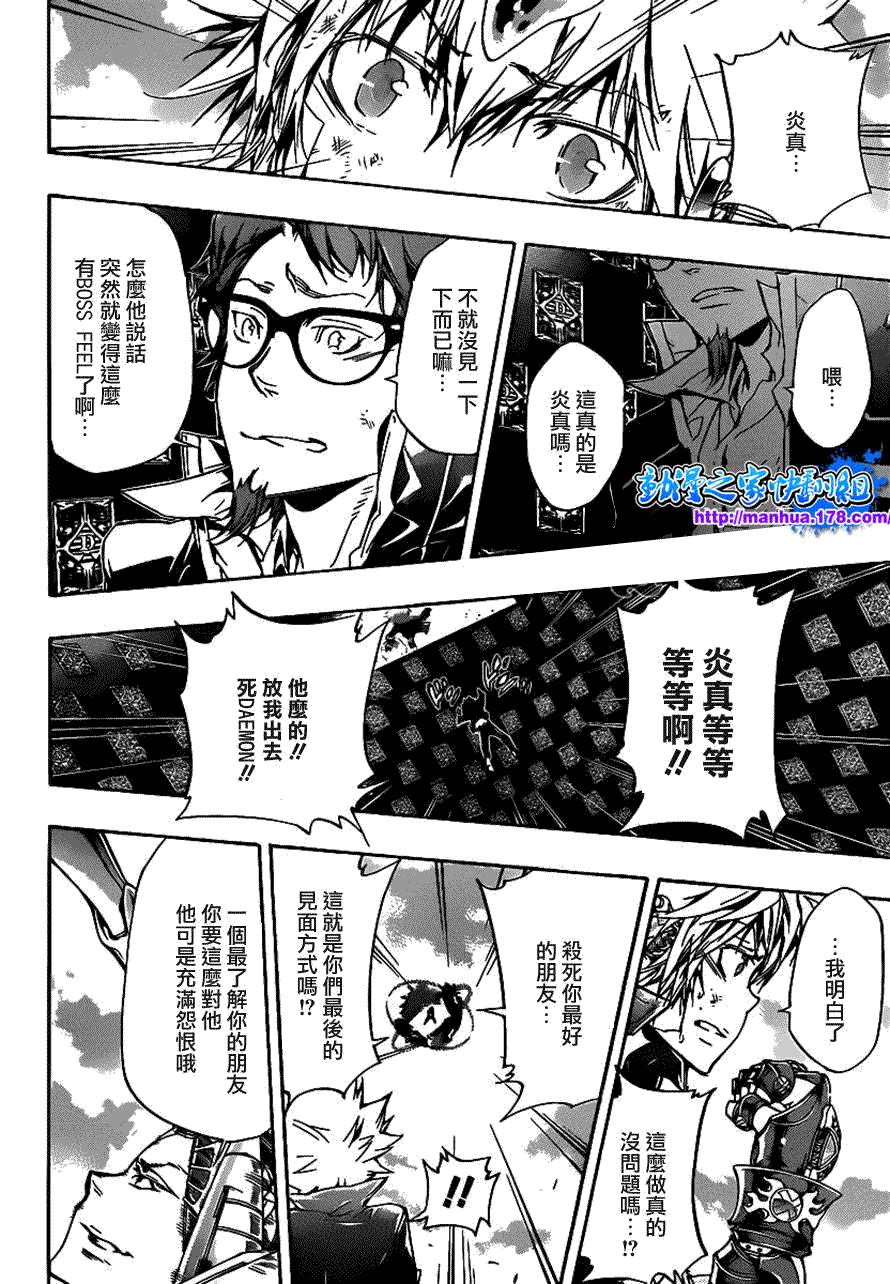 炎真…
喂…
這真的是
炎真嗎…
不就沒見一下
下而已嘛…
怎麼他説話
突然就變得這麼
有BOSS FEEL了啊…
動漫之家快翻組
http://manhua.178.com/
炎真等等
等等啊!!
他麼的!!
放我出去
死DAEMON!!
…我明白了
這麼做真的
沒問題嗎…!?
殺死你最好
的朋友…
這就是你們最後的
見面方式嗎!?
!!
一個最了解你的朋友
你要這麼對他
他可是充滿怨恨哦